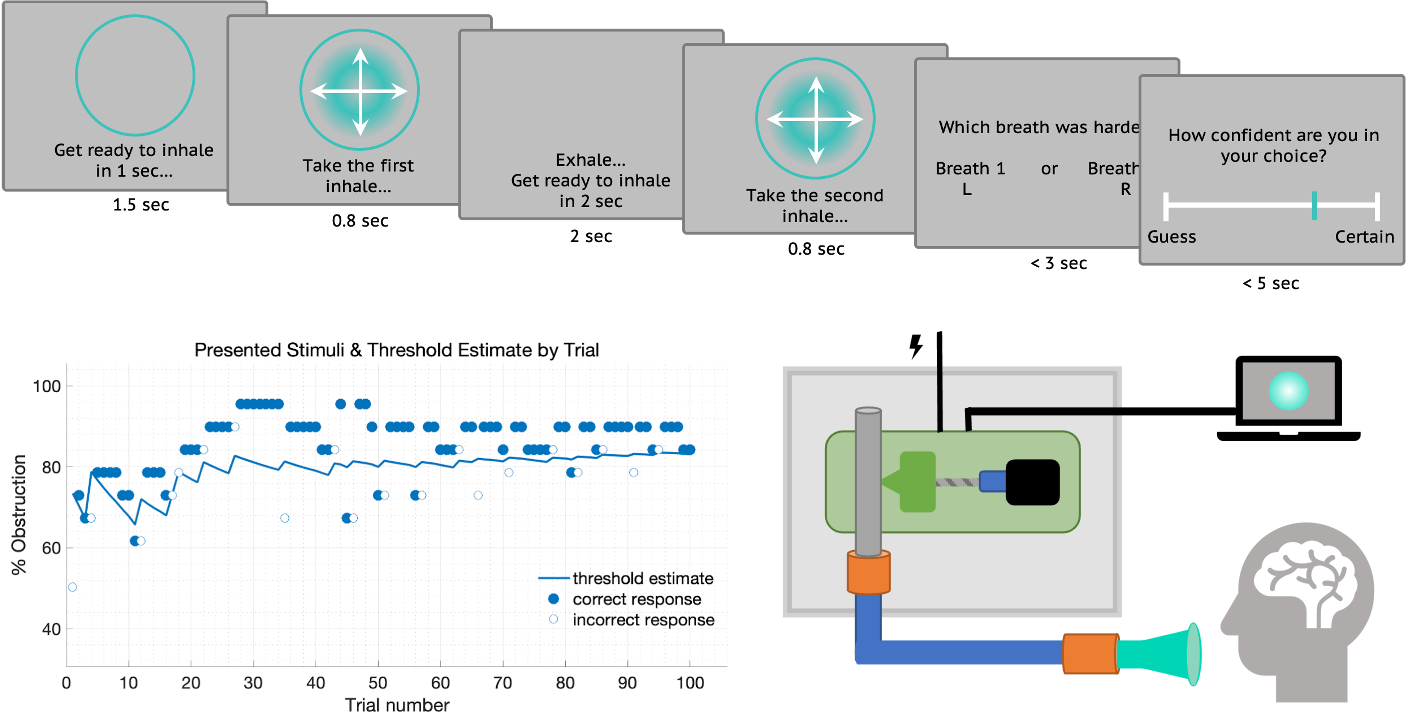 Get ready to inhale
in 1 sec...
1.5 sec
Take the first
inhale...
0.8 sec
Exhale...
Get ready to inhale
in 2 sec
2 sec
Take the second
inhale...
0.8 sec
Which breath was harde
Breath 1 or Breath
L R
< 3 sec
How confident are you in
your choice?
Guess Certain
< 5 sec
Presented Stimuli & Threshold Estimate by Trial
% Obstruction
100
80
60
40
threshold estimate
correct response
incorrect response
0 10 20 30 40 50 60 70 80 90 100
Trial number